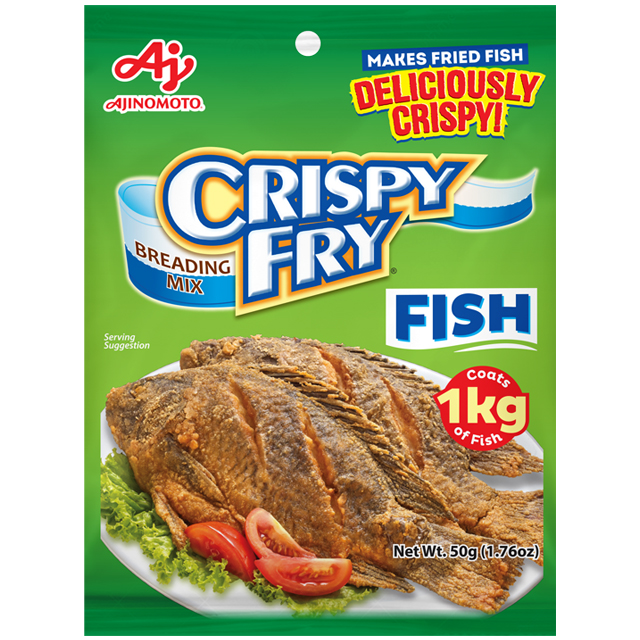 Aj
AJINOMOTO®
MAKES FRIED FISH
DELICIOUSLY
CRISPY!
CRISPY
FRY®
BREADING
MIX
FISH
Serving
Suggestion
Coats
1kg
of Fish
Net Wt. 50g (1.76oz)